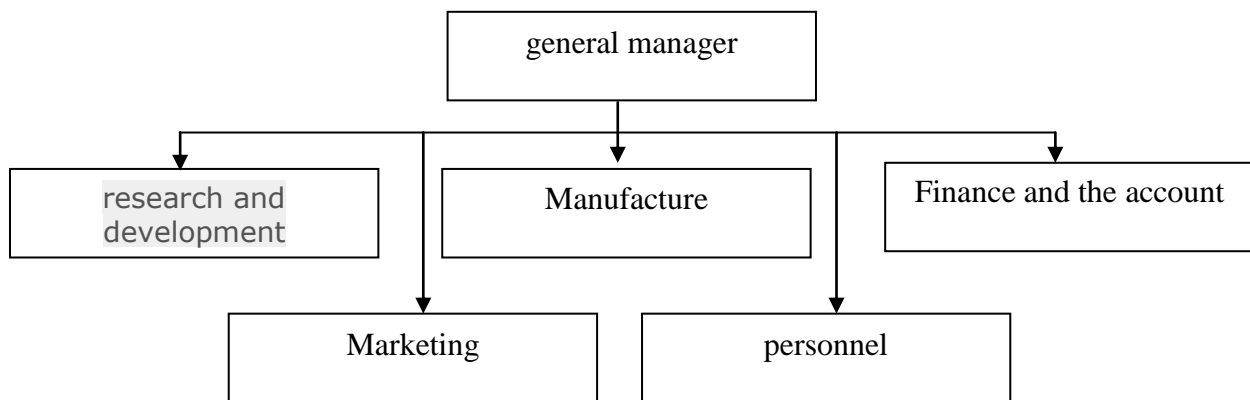 general manager
research and
development
Manufacture
Finance and the account
Marketing
personnel